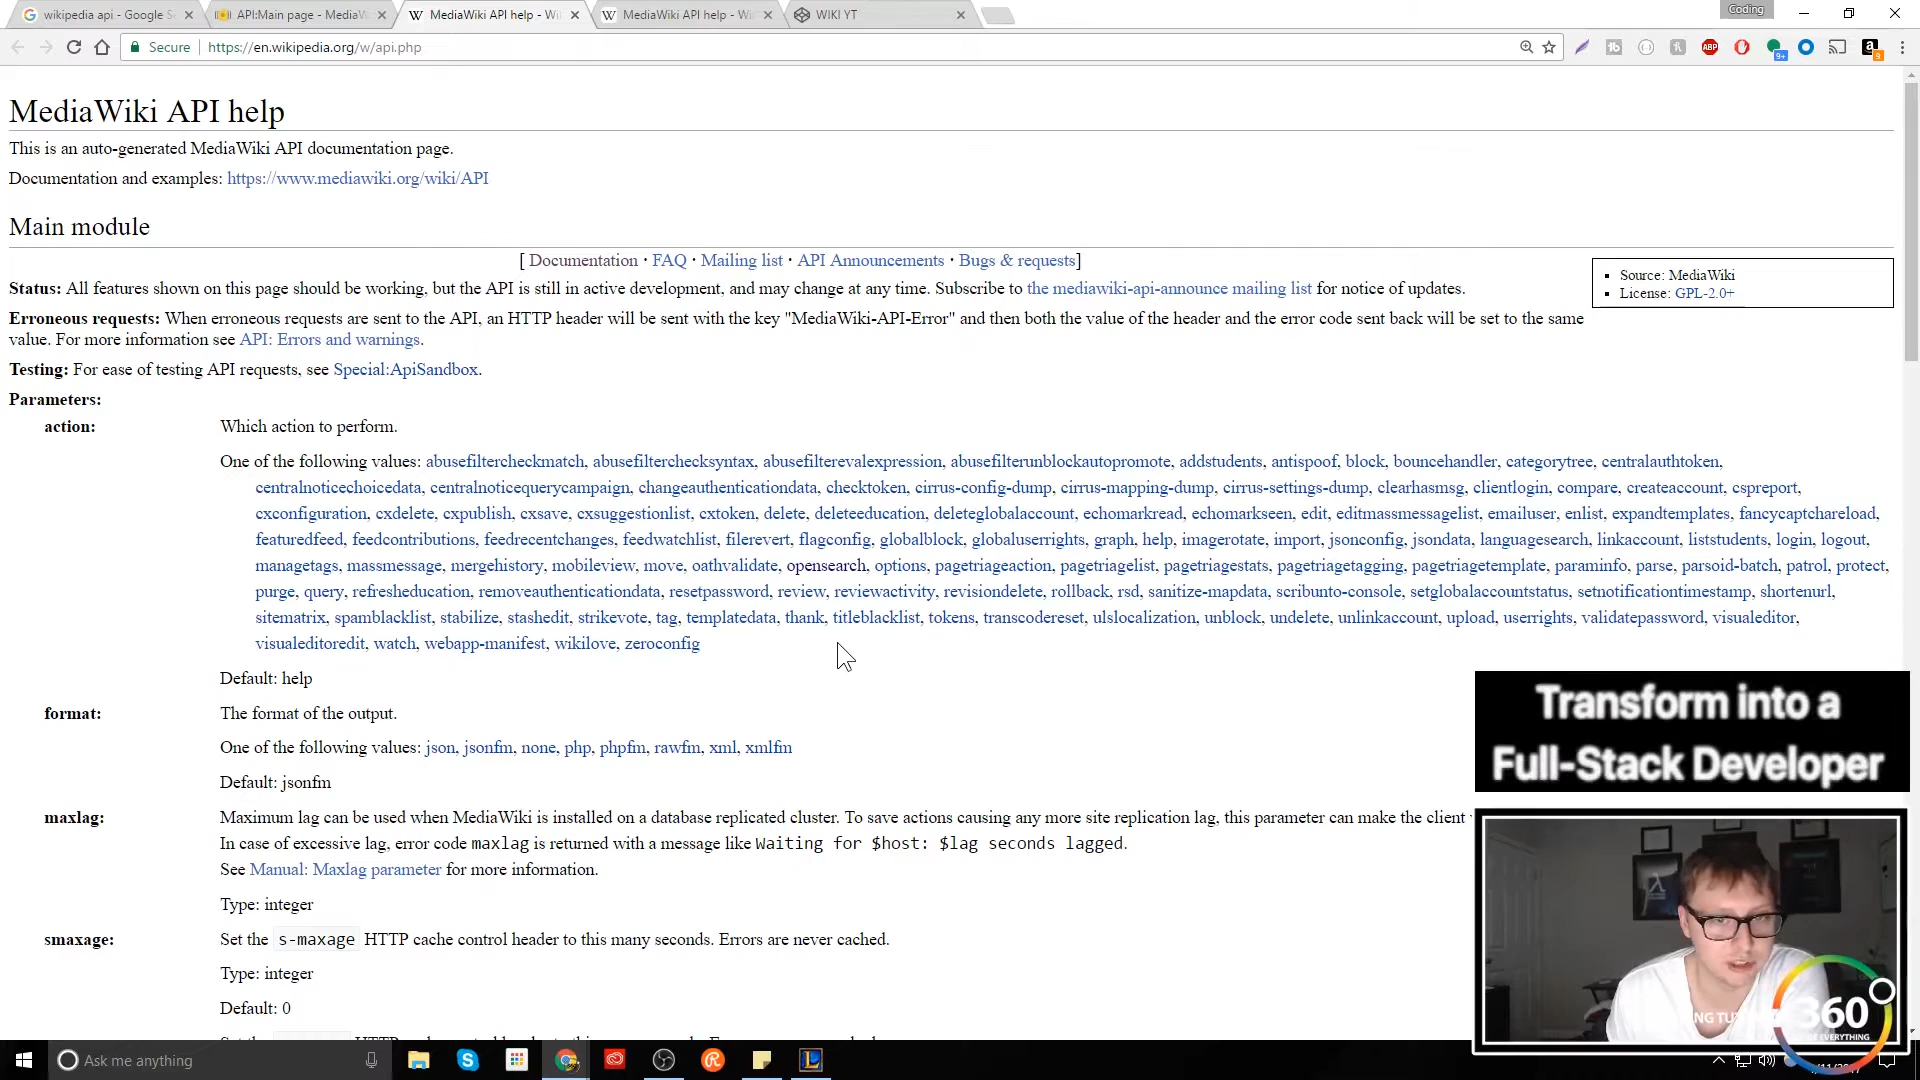 wikipedia api - Google S
API:Main page - MediaW
MediaWiki API help - Wi
MediaWiki API help - Wi
WIKI YT
Coding
Secure
https://en.wikipedia.org/w/api.php
ABP
9+
9
MediaWiki API help
This is an auto-generated MediaWiki API documentation page.
Documentation and examples: https://www.mediawiki.org/wiki/API
Main module
[ Documentation · FAQ · Mailing list · API Announcements · Bugs & requests]
Source: MediaWiki
License: GPL-2.0+
Status: All features shown on this page should be working, but the API is still in active development, and may change at any time. Subscribe to the mediawiki-api-announce mailing list for notice of updates.
Erroneous requests: When erroneous requests are sent to the API, an HTTP header will be sent with the key "MediaWiki-API-Error" and then both the value of the header and the error code sent back will be set to the same
value. For more information see API: Errors and warnings.
Testing: For ease of testing API requests, see Special:ApiSandbox.
Parameters:
action:
Which action to perform.
One of the following values: abusefiltercheckmatch, abusefilterchecksyntax, abusefilterevalexpression, abusefilterunblockautopromote, addstudents, antispoof, block, bouncehandler, categorytree, centralauthtoken,
centralnoticechoicedata, centralnoticequerycampaign, changeauthenticationdata, checktoken, cirrus-config-dump, cirrus-mapping-dump, cirrus-settings-dump, clearhasmsg, clientlogin, compare, createaccount, cspreport,
cxconfiguration, cxdelete, cxpublish, cxsave, cxsuggestionlist, cxtoken, delete, deleteeducation, deleteglobalaccount, echomarkread, echomarkseen, edit, editmassmessagelist, emailuser, enlist, expandtemplates, fancycaptchareload,
featuredfeed, feedcontributions, feedrecentchanges, feedwatchlist, filerevert, flagconfig, globalblock, globaluserrights, graph, help, imagerotate, import, jsonconfig, jsondata, languagesearch, linkaccount, liststudents, login, logout,
managetags, massmessage, mergehistory, mobileview, move, oathvalidate, opensearch, options, pagetriageaction, pagetriagelist, pagetriagestats, pagetriagetagging, pagetriagetemplate, paraminfo, parse, parsoid-batch, patrol, protect,
purge, query, refresheducation, removeauthenticationdata, resetpassword, review, reviewactivity, revisiondelete, rollback, rsd, sanitize-mapdata, scribunto-console, setglobalaccountstatus, setnotificationtimestamp, shortenurl,
sitematrix, spamblacklist, stabilize, stashedit, strikevote, tag, templatedata, thank, titleblacklist, tokens, transcodereset, ulslocalization, unblock, undelete, unlinkaccount, upload, userrights, validatepassword, visualeditor,
visualeditoredit, watch, webapp-manifest, wikilove, zeroconfig
Default: help
format:
The format of the output.
One of the following values: json, jsonfm, none, php, phpfm, rawfm, xml, xmlfm
Default: jsonfm
maxlag:
Maximum lag can be used when MediaWiki is installed on a database replicated cluster. To save actions causing any more site replication lag, this parameter can make the client
In case of excessive lag, error code maxlag is returned with a message like Waiting for $host: $lag seconds lagged.
See Manual: Maxlag parameter for more information.
Type: integer
smaxage:
Set the s-maxage HTTP cache control header to this many seconds. Errors are never cached.
Type: integer
Default: 0
Transform into a
Full-Stack Developer
360
Ask me anything